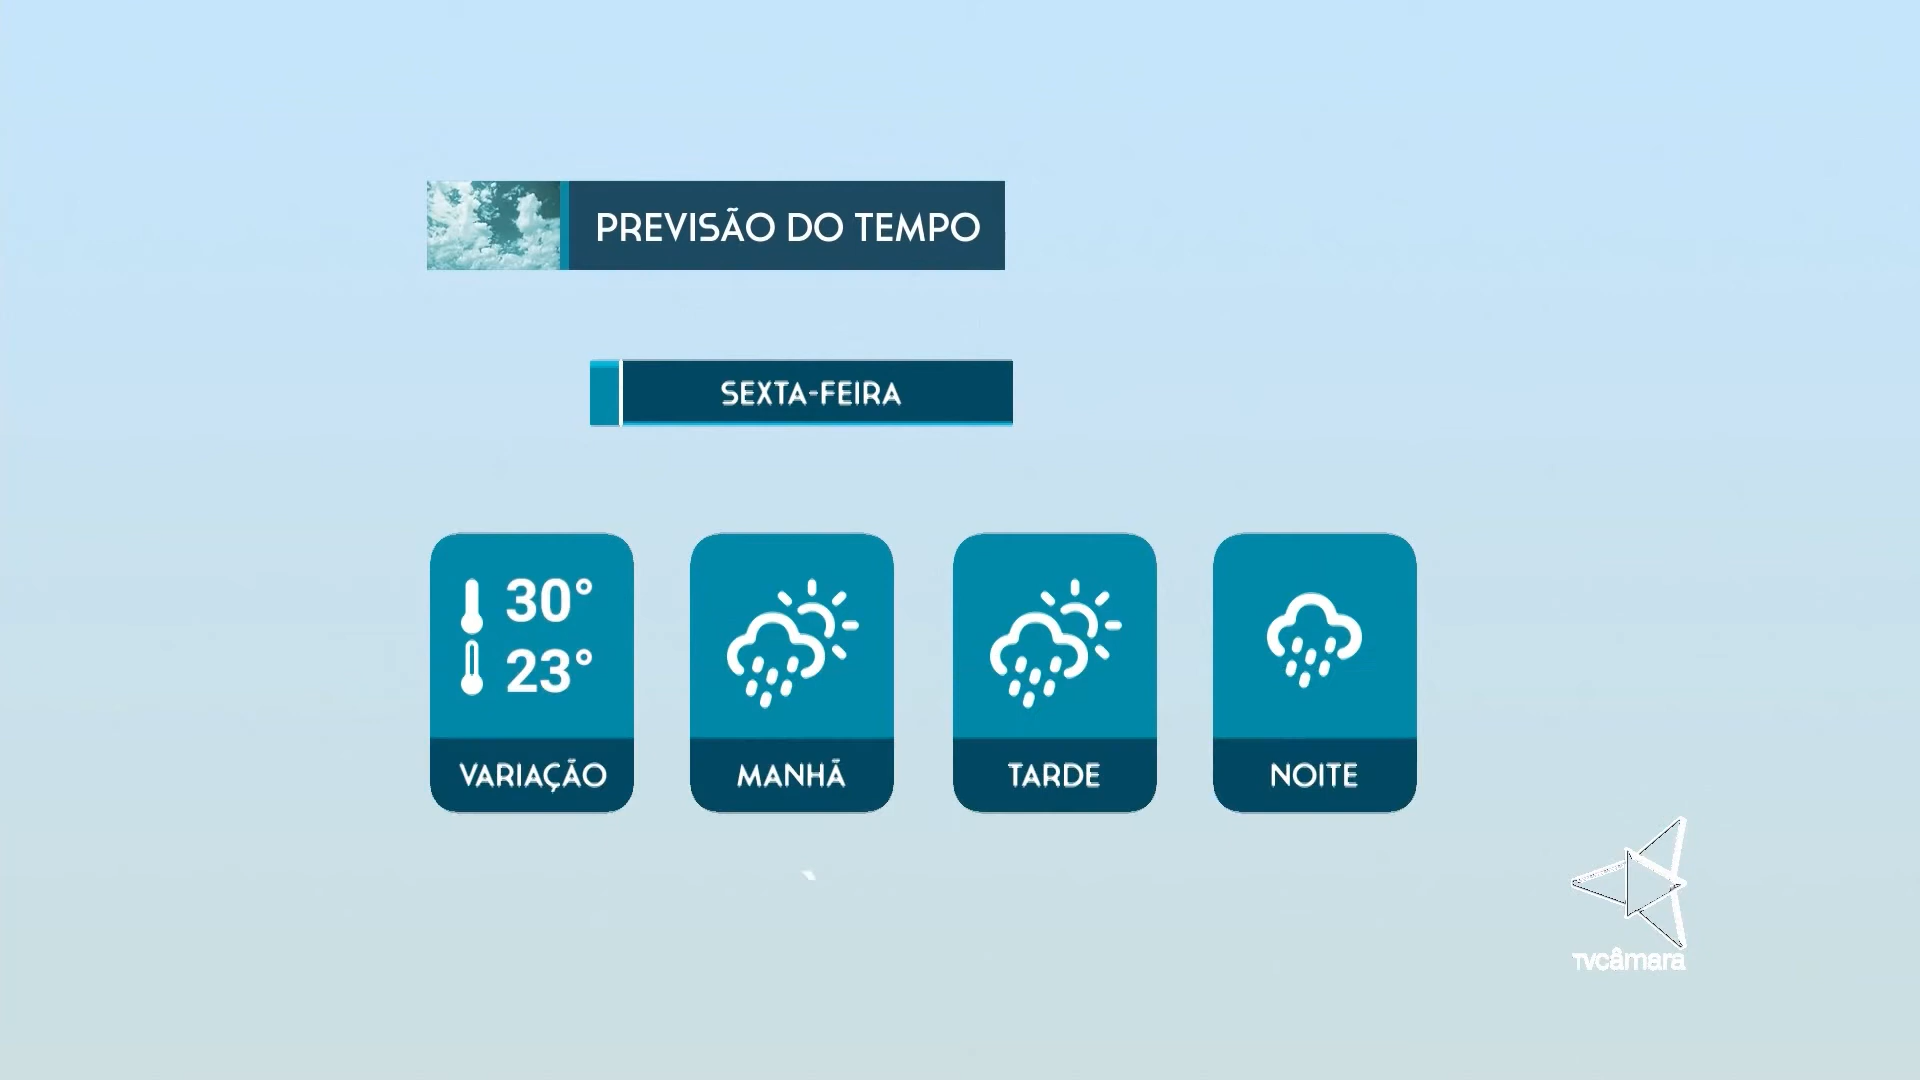 PREVISÃO DO TEMPO
SEXTA-FEIRA
30°
23°
VARIAÇÃO
MANHÃ
TARDE
NOITE
TVcâmara